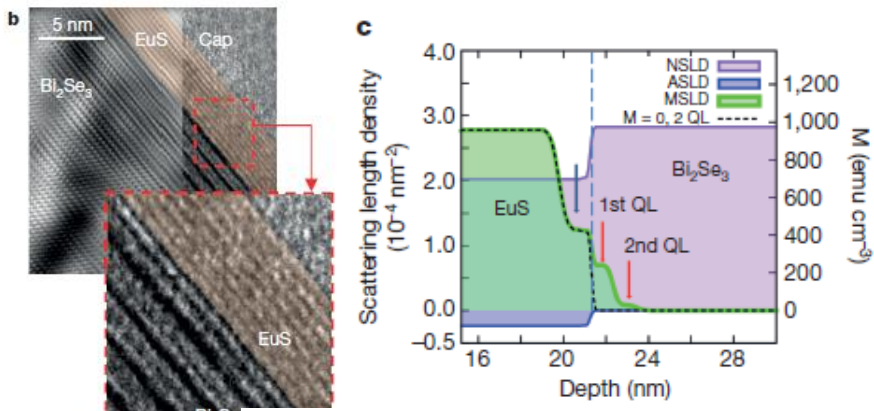 b
5 nm
EuS
Cap
Bi₂Se₃
EuS
c
Scattering length density
(10⁻⁴ nm⁻²)
4.0
3.0
2.0
1.0
0.0
−0.5
NSLD
ASLD
MSLD
M = 0, 2 QL
Bi₂Se₃
EuS
1st QL
2nd QL
1,200
1,000
800
600
400
200
0
M (emu cm⁻³)
16
20
24
28
Depth (nm)